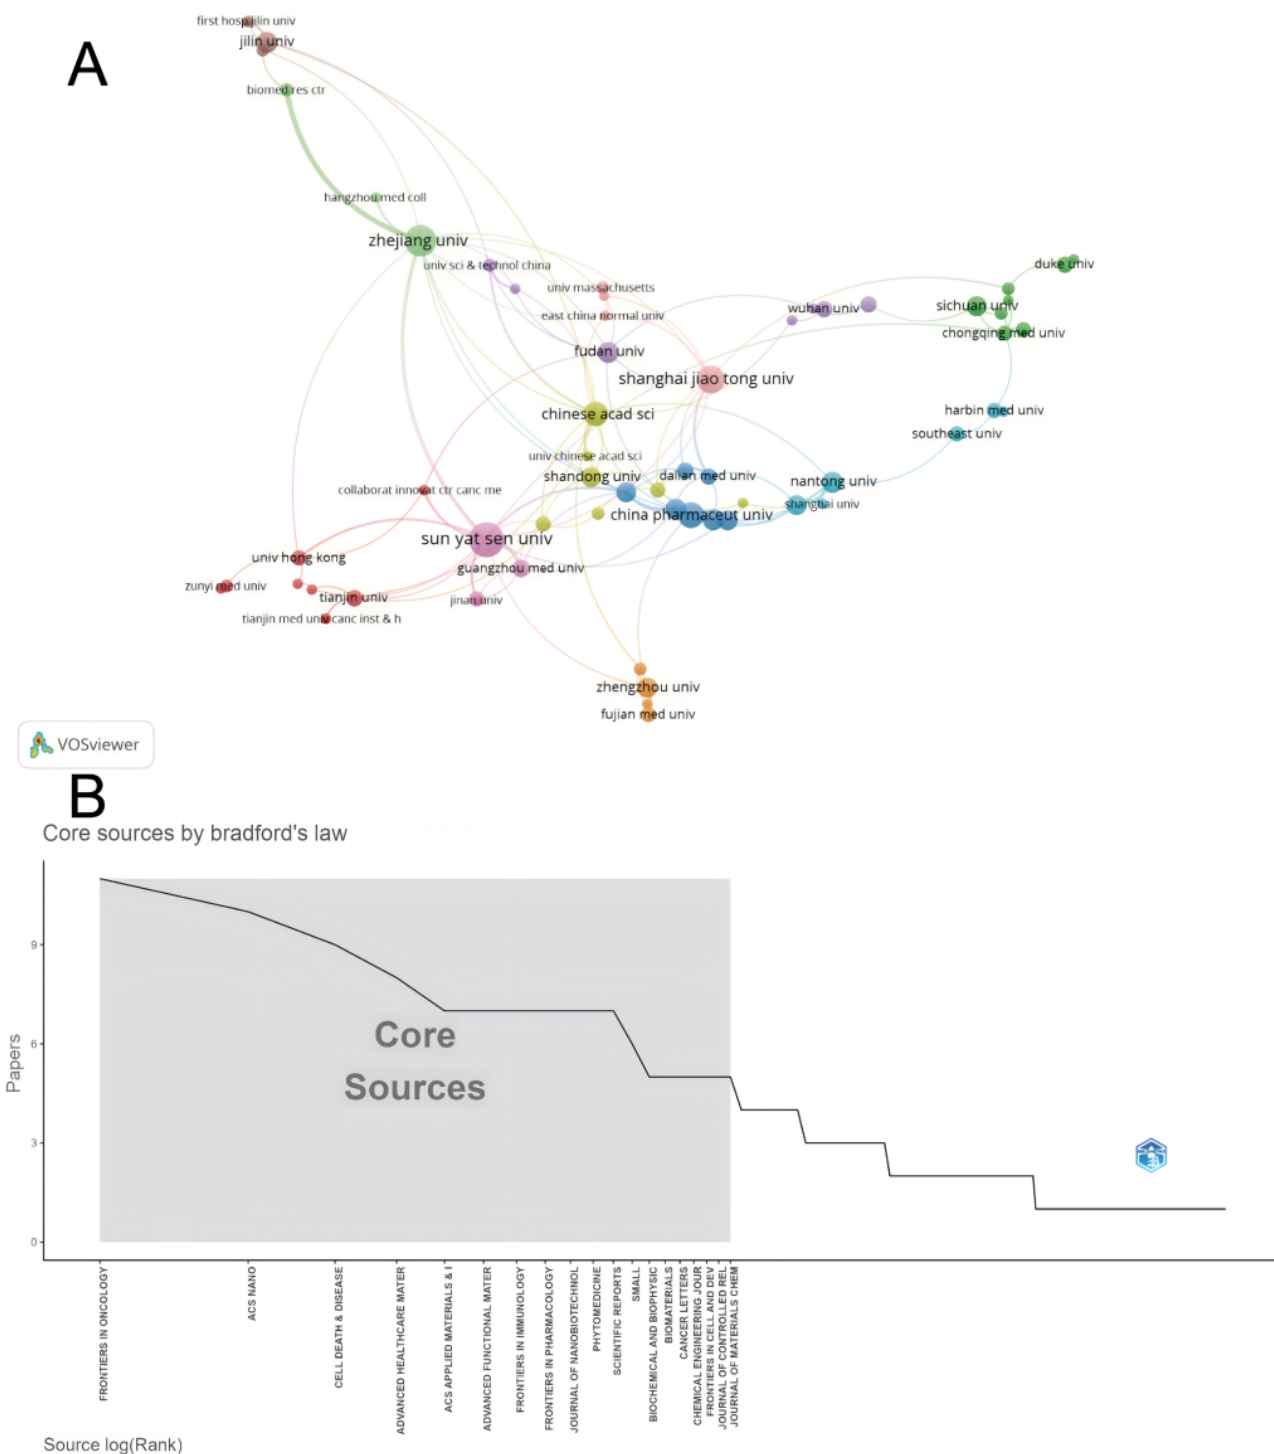 first hosp jilin univ
A
jilin univ
biomed res ctr
hangzhou med coll
zhejiang univ
univ sci & technol china
duke univ
univ massachusetts
wuhan univ
sichuan univ
east china normal univ
chongqing med univ
fudan univ
shanghai jiao tong univ
chinese acad sci
harbin med univ
southeast univ
univ chinese acad sci
shandong univ
dalian med univ
nantong univ
collaborat innovat ctr canc me
shanghai univ
china pharmaceut univ
sun yat sen univ
univ hong kong
guangzhou med univ
zunyi med univ
tianjin univ
jinan univ
tianjin med univ canc inst & h
zhengzhou univ
fujian med univ
VOSviewer
B
Core sources by bradford's law
9
6
3
0
Papers
Core
Sources
FRONTIERS IN ONCOLOGY
ACS NANO
CELL DEATH & DISEASE
ADVANCED HEALTHCARE MATER
ACS APPLIED MATERIALS & I
ADVANCED FUNCTIONAL MATER
FRONTIERS IN IMMUNOLOGY
FRONTIERS IN PHARMACOLOGY
JOURNAL OF NANOBIOTECHNOL
PHYTOMEDICINE
SCIENTIFIC REPORTS
SMALL
BIOCHEMICAL AND BIOPHYSIC
BIOMATERIALS
CANCER LETTERS
CHEMICAL ENGINEERING JOUR
FRONTIERS IN CELL AND DEV
JOURNAL OF CONTROLLED REL
JOURNAL OF MATERIALS CHEM
Source log(Rank)